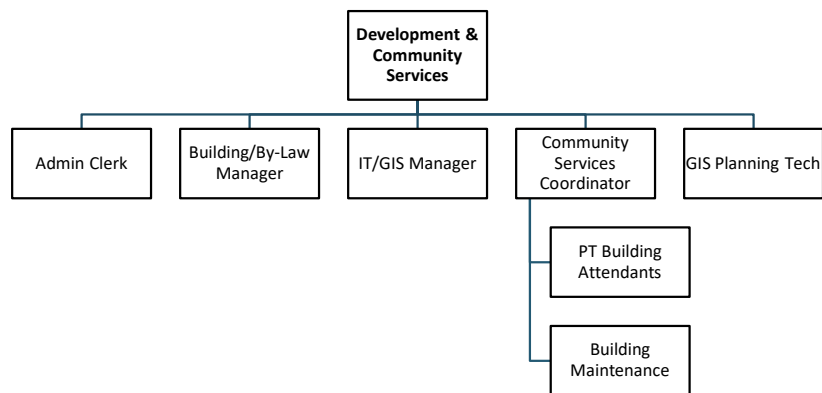 Development &
Community
Services
Admin Clerk
Building/By-Law
Manager
IT/GIS Manager
Community
Services
Coordinator
GIS Planning Tech
PT Building
Attendants
Building
Maintenance